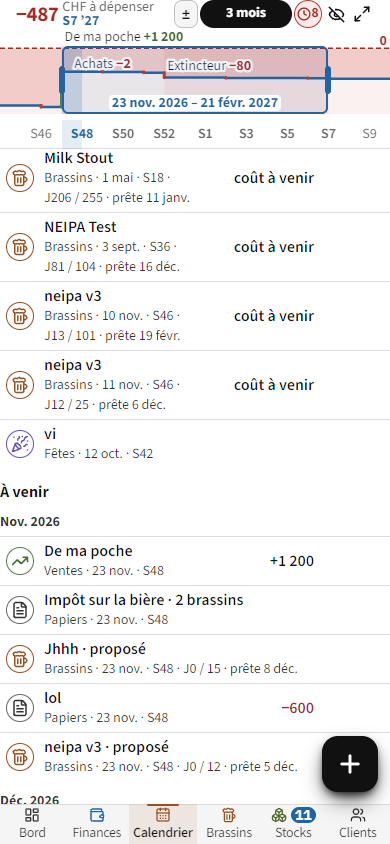 −487 CHF à dépenser
S7 ’27
± 3 mois 8
De ma poche +1 200
0
Achats −2 Extincteur −80
23 nov. 2026 – 21 févr. 2027
S46 S48 S50 S52 S1 S3 S5 S7 S9
Milk Stout
Brassins · 1 mai · S18 ·
J206 / 255 · prête 11 janv.
coût à venir
NEIPA Test
Brassins · 3 sept. · S36 ·
J81 / 104 · prête 16 déc.
coût à venir
neipa v3
Brassins · 10 nov. · S46 ·
J13 / 101 · prête 19 févr.
coût à venir
neipa v3
Brassins · 11 nov. · S46 ·
J12 / 25 · prête 6 déc.
coût à venir
vi
Fêtes · 12 oct. · S42
À venir
Nov. 2026
De ma poche
Ventes · 23 nov. · S48
+1 200
Impôt sur la bière · 2 brassins
Papiers · 23 nov. · S48
Jhhh · proposé
Brassins · 23 nov. · S48 · J0 / 15 · prête 8 déc.
lol
Papiers · 23 nov. · S48
−600
neipa v3 · proposé
Brassins · 23 nov. · S48 · J0 / 12 · prête 5 déc.
Déc. 2026
Bord Finances Calendrier Brassins Stocks 11 Clients